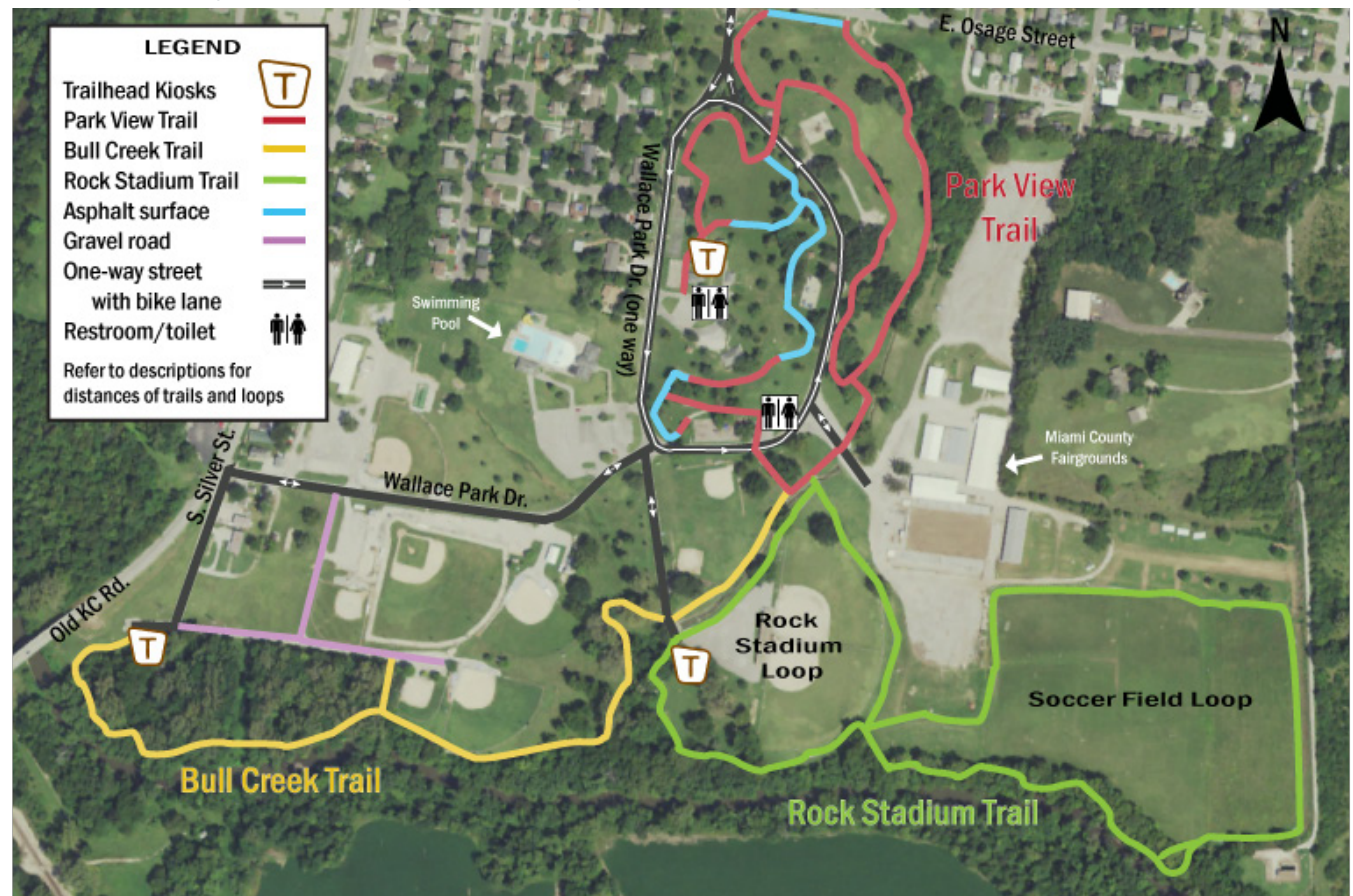 LEGEND
Trailhead Kiosks
T
Park View Trail
Bull Creek Trail
Rock Stadium Trail
Asphalt surface
Gravel road
One-way street
with bike lane
Restroom/toilet
Refer to descriptions for
distances of trails and loops
E. Osage Street
N
Wallace Park Dr. (one way)
Park View
Trail
T
Swimming
Pool
Miami County
Fairgrounds
S. Silver St.
Wallace Park Dr.
Old KC Rd.
T
Rock
Stadium
Loop
T
Soccer Field Loop
Bull Creek Trail
Rock Stadium Trail